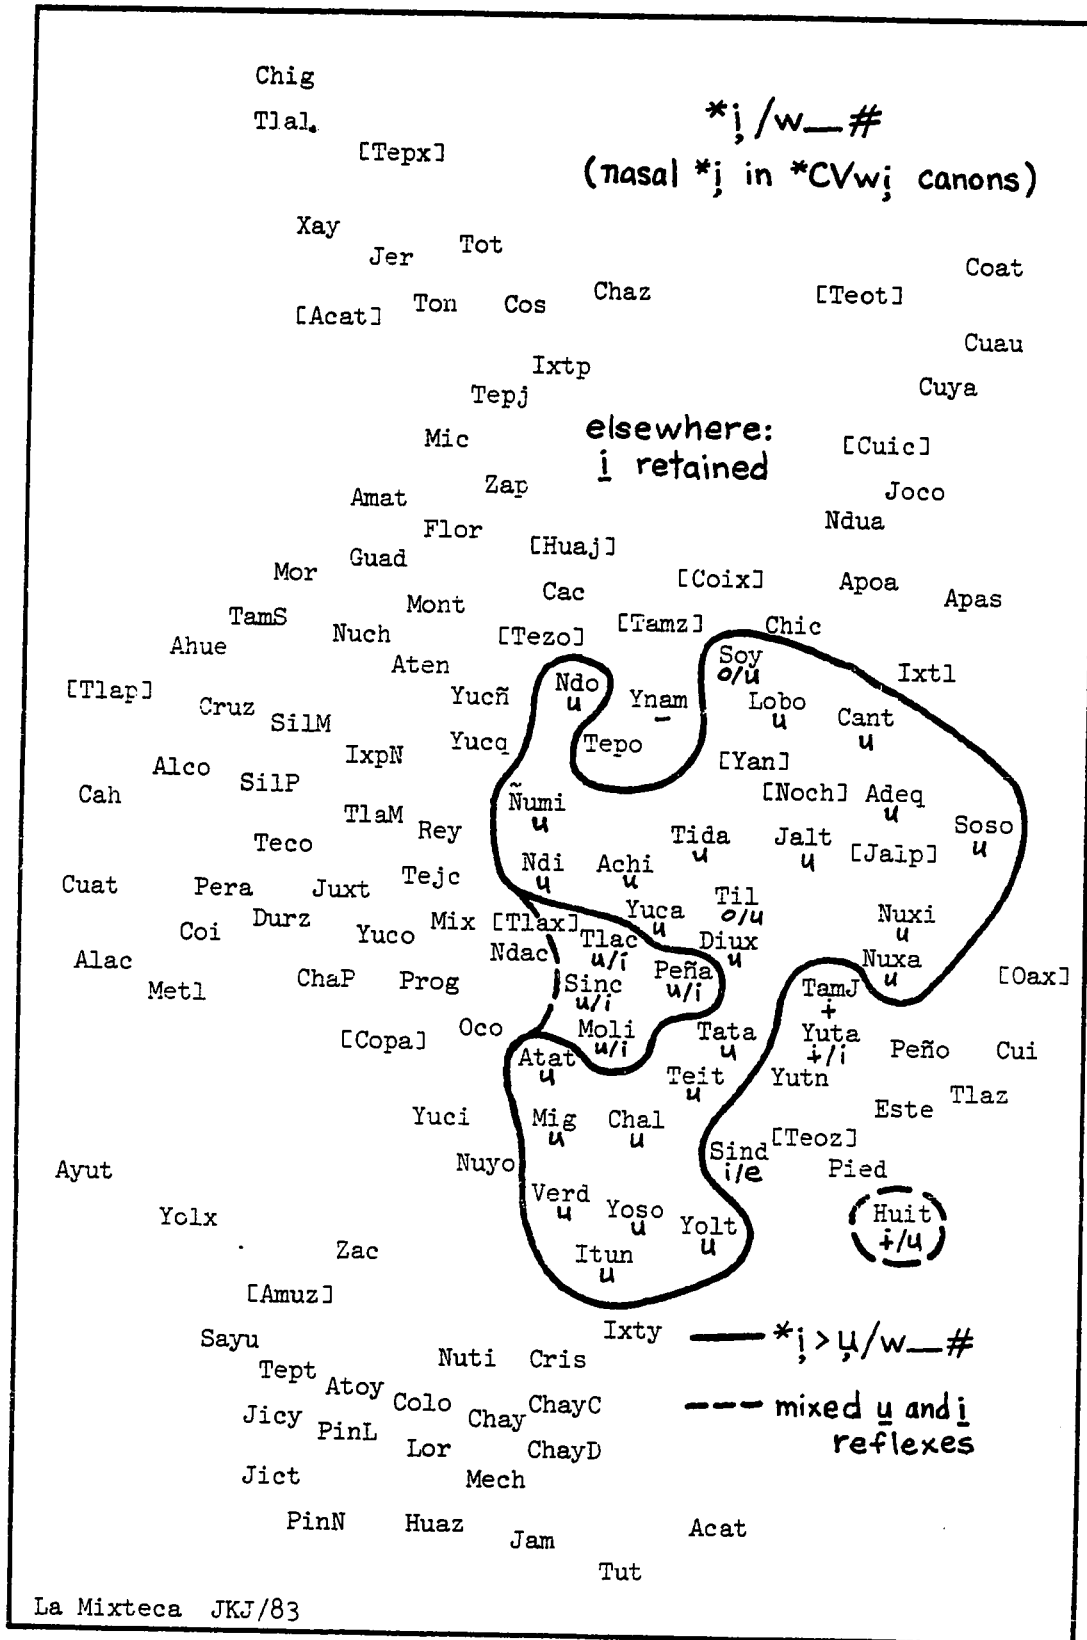 Chig
*į/w—#
Tlal.
[Tepx]
(nasal *į in *CVwį canons)
Xay
Jer
Tot
Coat
[Acat]
Ton
Cos
Chaz
[Teot]
Cuau
Ixtp
Tepj
Cuya
Mic
elsewhere:
i retained
[Cuic]
Amat
Zap
Joco
Flor
Ndua
Mor
Guad
[Huaj]
Cac
[Coix]
Apoa
Apas
TamS
Mont
[Tamz]
Chic
Ahue
Nuch
[Tezo]
Aten
Soy
o/u
Ixtl
[Tlap]
Cruz
Yucñ
Ndo
u
Ynam
Lobo
u
Cant
u
SilM
Yucq
Tepo
[Yan]
Alco
IxpN
Cah
SilP
Ñumi
u
[Noch]
Adeq
u
TlaM
Rey
Tida
u
Jalt
u
[Jalp]
Soso
u
Teco
Ndi
u
Achi
u
Cuat
Pera
Juxt
Tejc
Til
o/u
Coi
Durz
Yuco
Mix
[Tlax]
Yuca
u
Nuxi
u
Alac
Ndac
Tlac
u/i
Diux
u
Nuxa
u
[Oax]
Metl
ChaP
Prog
Sinc
u/i
Peña
u/i
TamJ
ɨ
[Copa]
Oco
Moli
u/i
Tata
u
Yuta
ɨ/i
Peño
Cui
Atat
u
Teit
u
Yutn
Este
Tlaz
Yuci
Mig
u
Chal
u
[Teoz]
Ayut
Nuyo
Sind
i/e
Pied
Yolx
Verd
u
Yoso
u
Yolt
u
Huit
ɨ/u
Zac
Itun
u
[Amuz]
Sayu
Ixty
—— *į > ų/w—#
Tept
Nuti
Cris
Atoy
Jicy
PinL
Colo
Chay
ChayC
--- mixed u and i
reflexes
Lor
ChayD
Jict
Mech
PinN
Huaz
Jam
Acat
Tut
La Mixteca JKJ/83